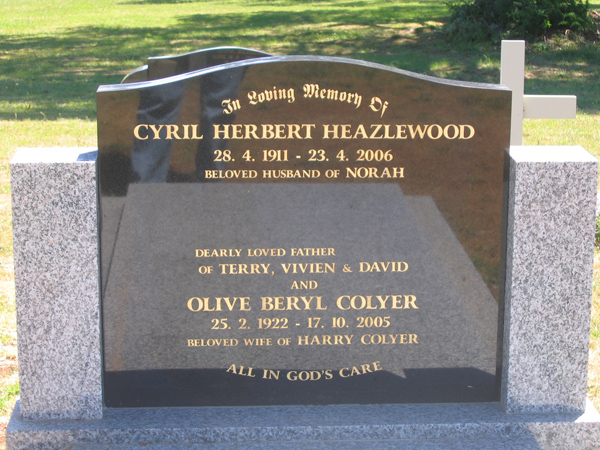 In Loving Memory Of
CYRIL HERBERT HEAZLEWOOD
28. 4. 1911 - 23. 4. 2006
BELOVED HUSBAND OF NORAH
DEARLY LOVED FATHER
OF TERRY, VIVIEN & DAVID
AND
OLIVE BERYL COLYER
25. 2. 1922 - 17. 10. 2005
BELOVED WIFE OF HARRY COLYER
ALL IN GOD'S CARE